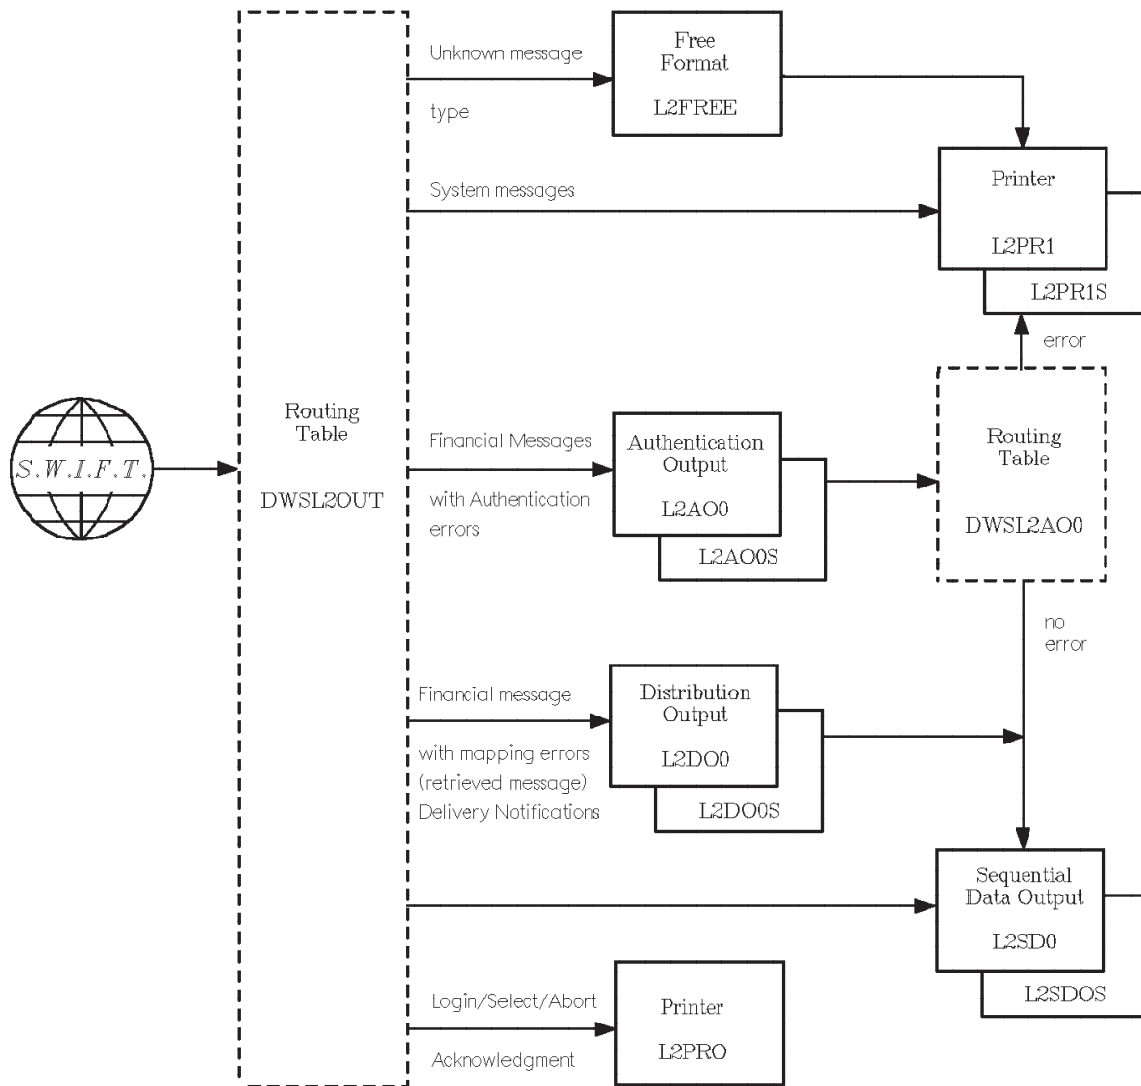 Unknown message
type
Free
Format
L2FREE
System messages
Printer
L2PR1
L2PR1S
error
S.W.I.F.T.
Routing
Table
DWSL2OUT
Financial Messages
with Authentication
errors
Authentication
Output
L2AO0
L2AO0S
Routing
Table
DWSL2AO0
no
error
Financial message
with mapping errors
(retrieved message)
Delivery Notifications
Distribution
Output
L2DO0
L2DO0S
Sequential
Data Output
L2SD0
L2SDOS
Login/Select/Abort
Acknowledgment
Printer
L2PRO